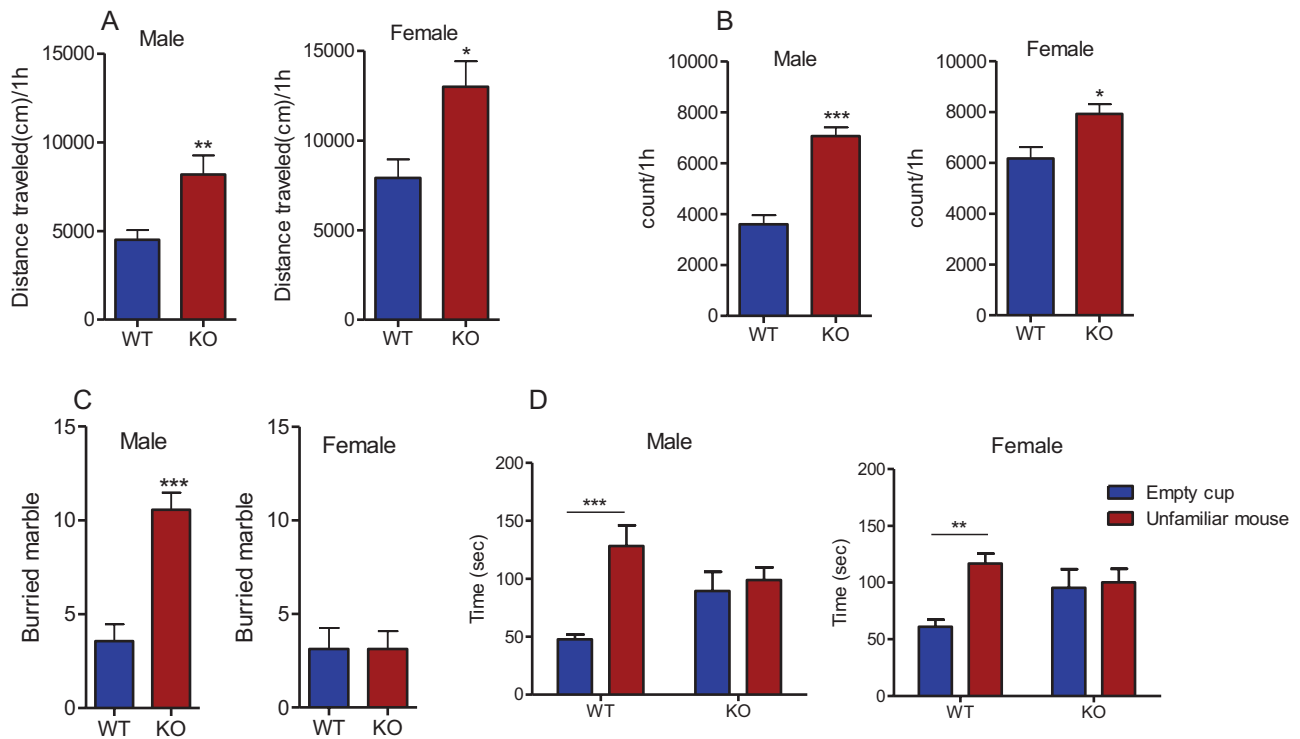 A
Male
Distance traveled(cm)/1h
15000
10000
5000
0
**
WT
KO
Female
Distance traveled(cm)/1h
15000
10000
5000
0
*
WT
KO
B
Male
count/1h
10000
8000
6000
4000
2000
0
***
WT
KO
Female
count/1h
10000
8000
6000
4000
2000
0
*
WT
KO
C
Male
Burried marble
15
10
5
0
***
WT
KO
Female
Burried marble
15
10
5
0
WT
KO
D
Male
Time (sec)
200
150
100
50
0
***
WT
KO
Female
Time (sec)
200
150
100
50
0
**
WT
KO
Empty cup
Unfamiliar mouse